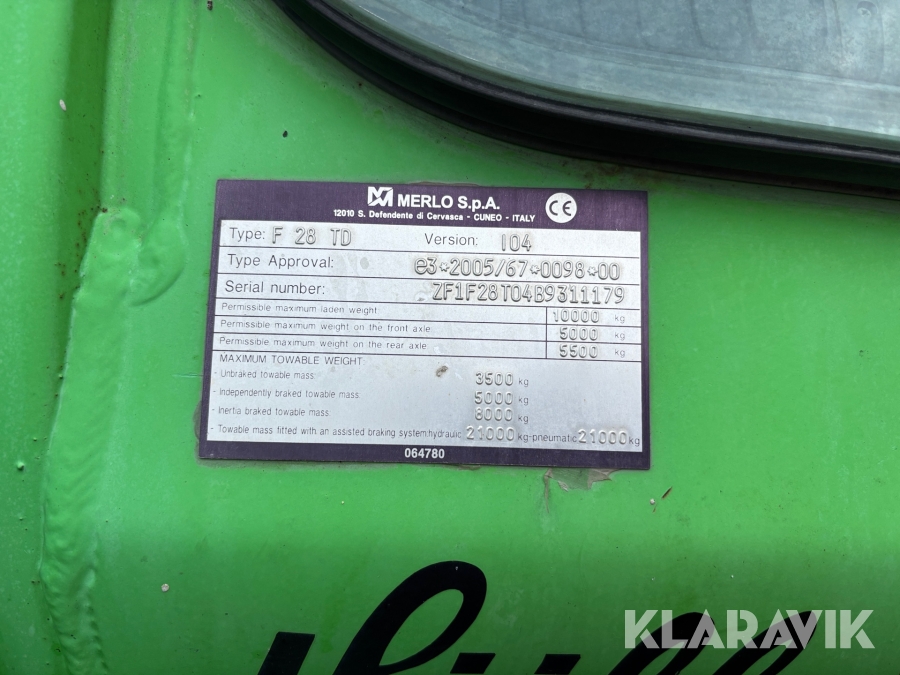 MERLO S.p.A.
12010 S. Defendente di Cervasca - CUNEO - ITALY
CE
Type: F 28 TD Version: 104
Type Approval: e3*2005/67*0098*00
Serial number: ZF1F28T04B9311179
Permissible maximum laden weight: 10000 kg
Permissible maximum weight on the front axle: 5000 kg
Permissible maximum weight on the rear axle: 5500 kg
MAXIMUM TOWABLE WEIGHT:
- Unbraked towable mass: 3500 kg
- Independently braked towable mass: 5000 kg
- Inertia braked towable mass: 8000 kg
- Towable mass fitted with an assisted braking system:hydraulic 21000 kg-pneumatic 21000 kg
064780
KLARAVIK